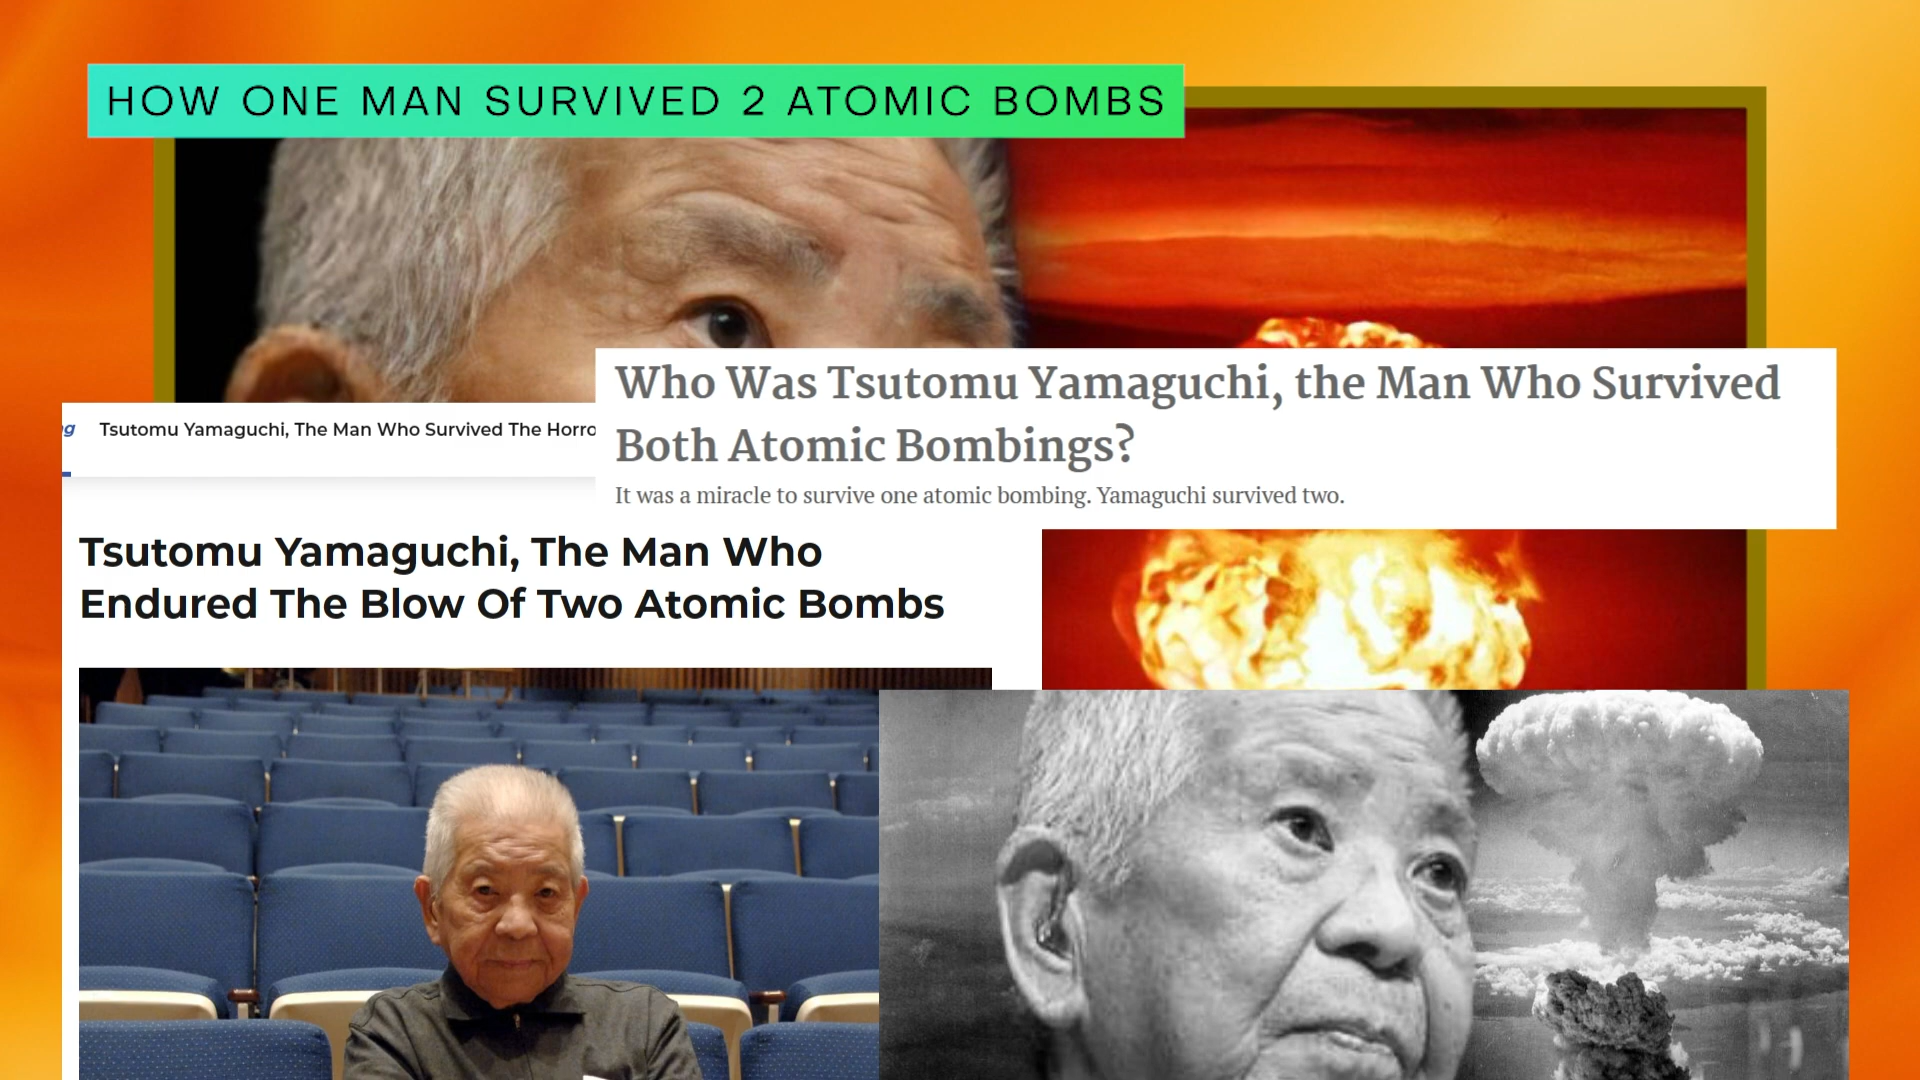 HOW ONE MAN SURVIVED 2 ATOMIC BOMBS
Who Was Tsutomu Yamaguchi, the Man Who Survived
Both Atomic Bombings?
It was a miracle to survive one atomic bombing. Yamaguchi survived two.
Tsutomu Yamaguchi, The Man Who Survived The
Tsutomu Yamaguchi, The Man Who
Endured The Blow Of Two Atomic Bombs